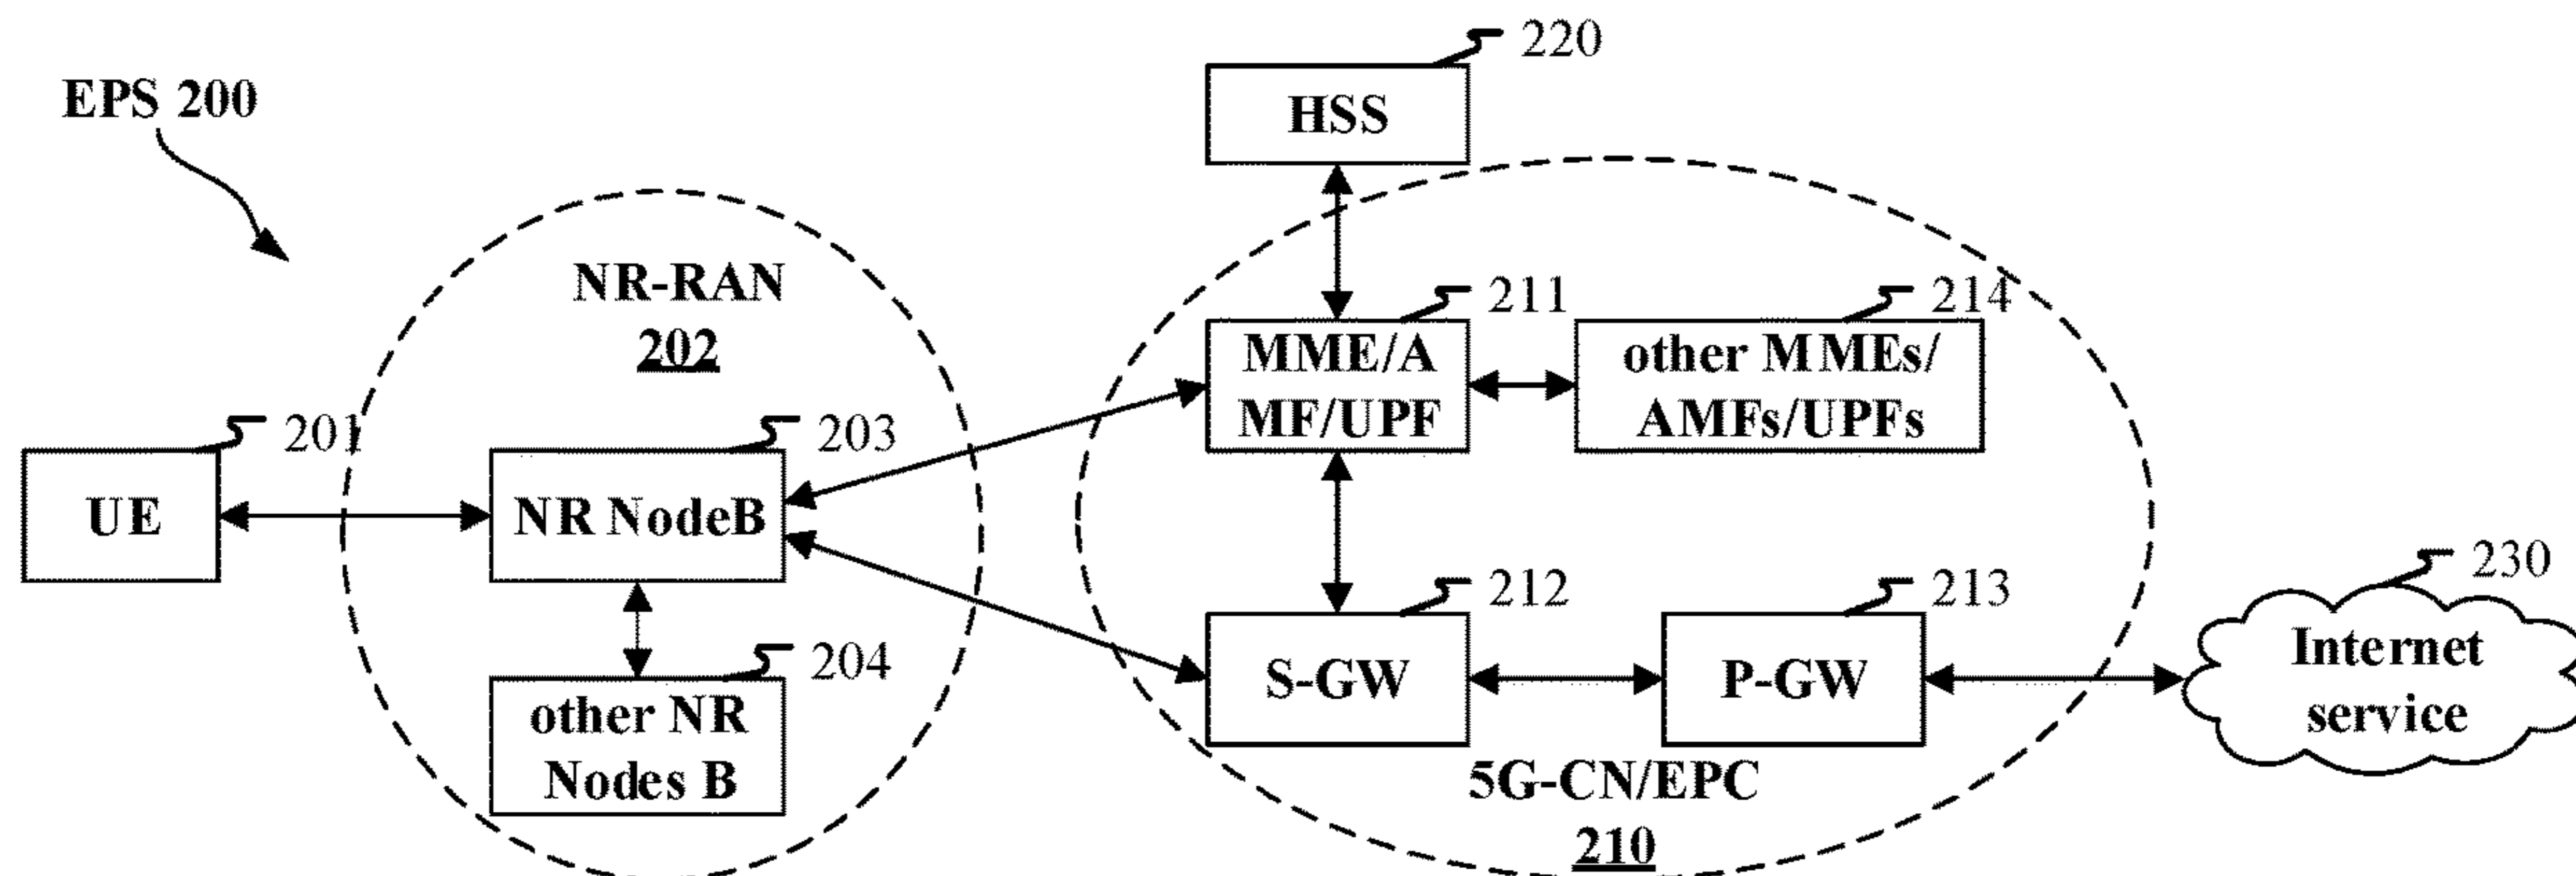 220
EPS 200
HSS
NR-RAN
202
211
214
MME/A
MF/UPF
other MMEs/
AMFs/UPFs
201
203
UE
NR NodeB
212
213
230
204
S-GW
P-GW
Internet
service
other NR
Nodes B
5G-CN/EPC
210